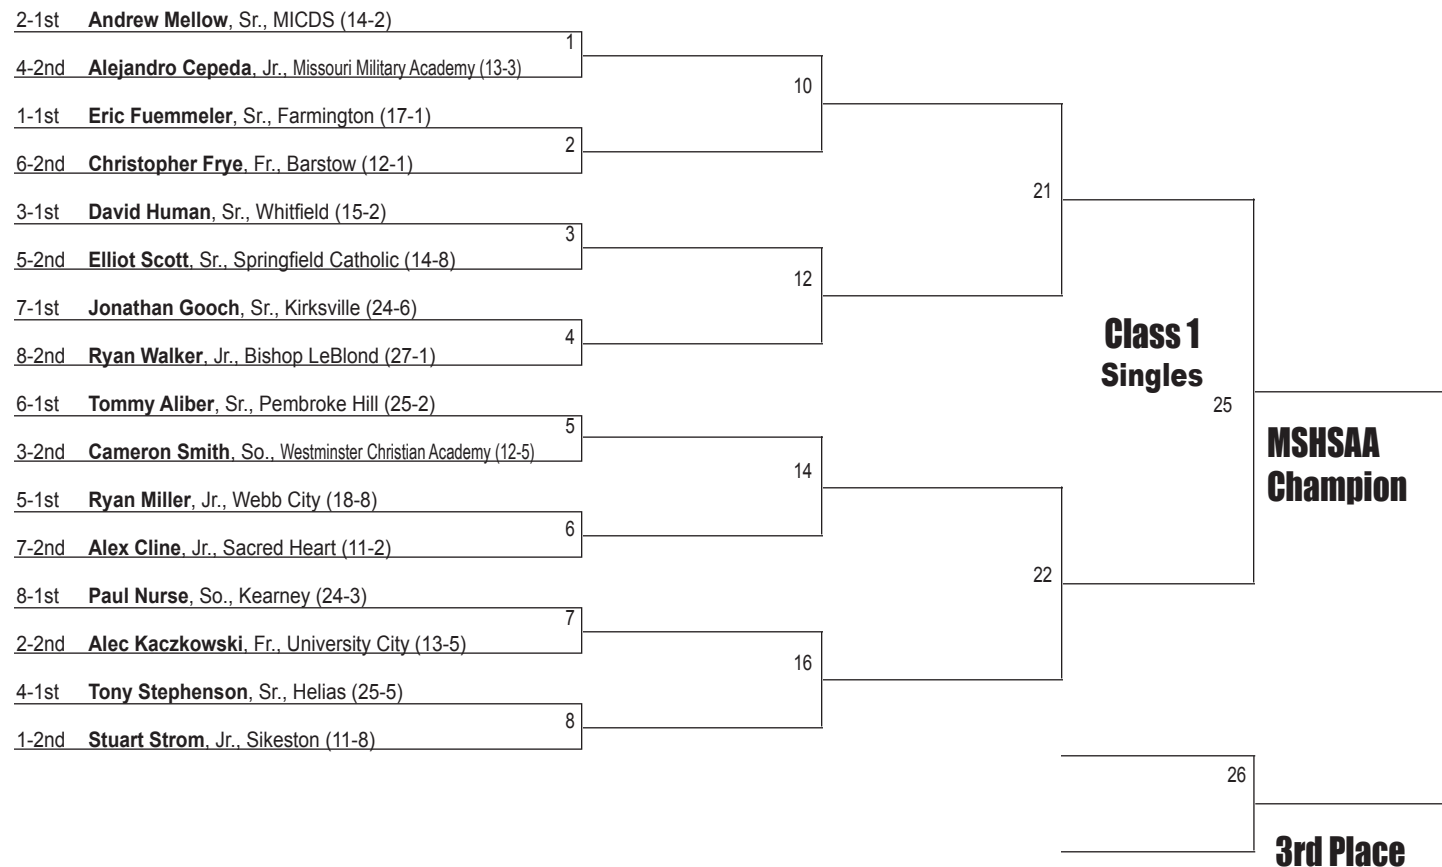 2-1st Andrew Mellow, Sr., MICDS (14-2)
1
4-2nd Alejandro Cepeda, Jr., Missouri Military Academy (13-3)
10
1-1st Eric Fuemmeler, Sr., Farmington (17-1)
2
6-2nd Christopher Frye, Fr., Barstow (12-1)
21
3-1st David Human, Sr., Whitfield (15-2)
3
5-2nd Elliot Scott, Sr., Springfield Catholic (14-8)
12
7-1st Jonathan Gooch, Sr., Kirksville (24-6)
4
8-2nd Ryan Walker, Jr., Bishop LeBlond (27-1)
Class 1
Singles
25
6-1st Tommy Aliber, Sr., Pembroke Hill (25-2)
5
3-2nd Cameron Smith, So., Westminster Christian Academy (12-5)
MSHSAA
Champion
14
5-1st Ryan Miller, Jr., Webb City (18-8)
6
7-2nd Alex Cline, Jr., Sacred Heart (11-2)
22
8-1st Paul Nurse, So., Kearney (24-3)
7
2-2nd Alec Kaczkowski, Fr., University City (13-5)
16
4-1st Tony Stephenson, Sr., Helias (25-5)
8
1-2nd Stuart Strom, Jr., Sikeston (11-8)
26
3rd Place